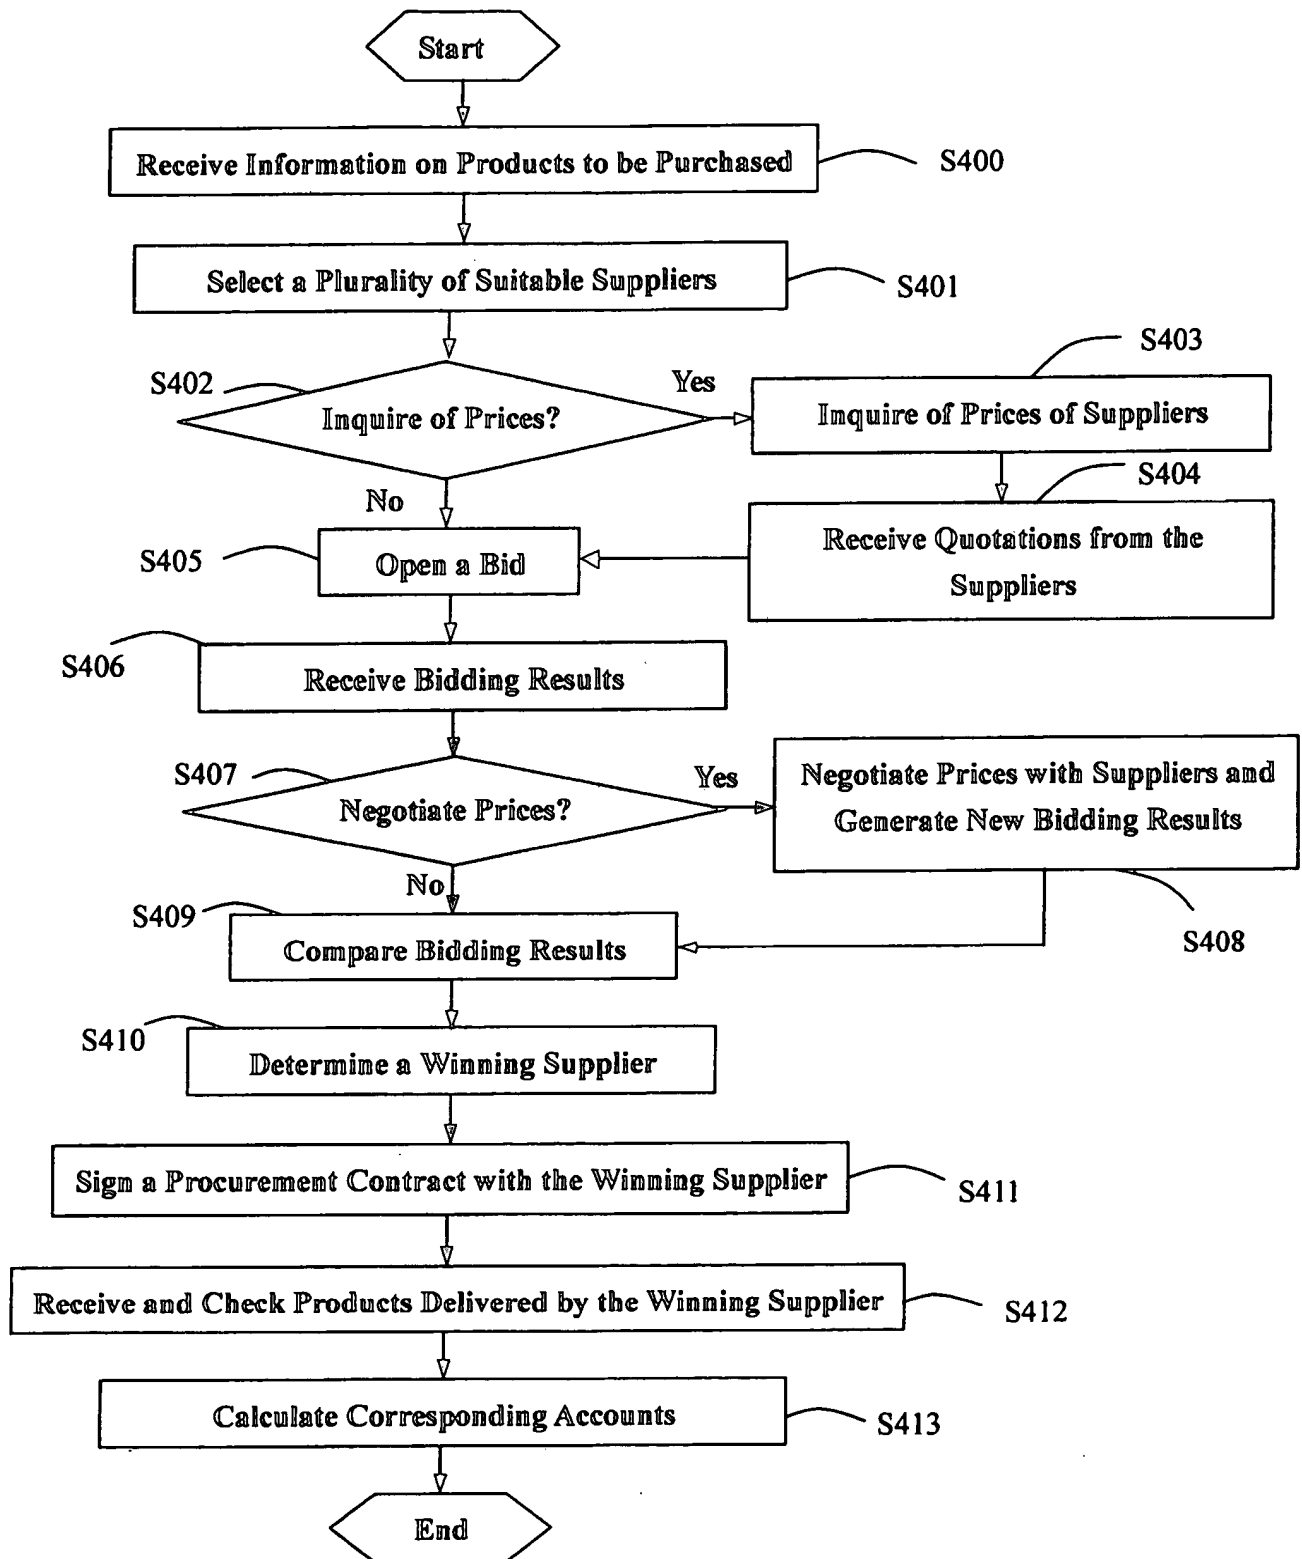 Start
Receive Information on Products to be Purchased
S400
Select a Plurality of Suitable Suppliers
S401
S402
Inquire of Prices?
Yes
S403
Inquire of Prices of Suppliers
No
S404
Receive Quotations from the
Suppliers
S405
Open a Bid
S406
Receive Bidding Results
S407
Negotiate Prices?
Yes
Negotiate Prices with Suppliers and
Generate New Bidding Results
S408
No
S409
Compare Bidding Results
S410
Determine a Winning Supplier
Sign a Procurement Contract with the Winning Supplier
S411
Receive and Check Products Delivered by the Winning Supplier
S412
Calculate Corresponding Accounts
S413
End